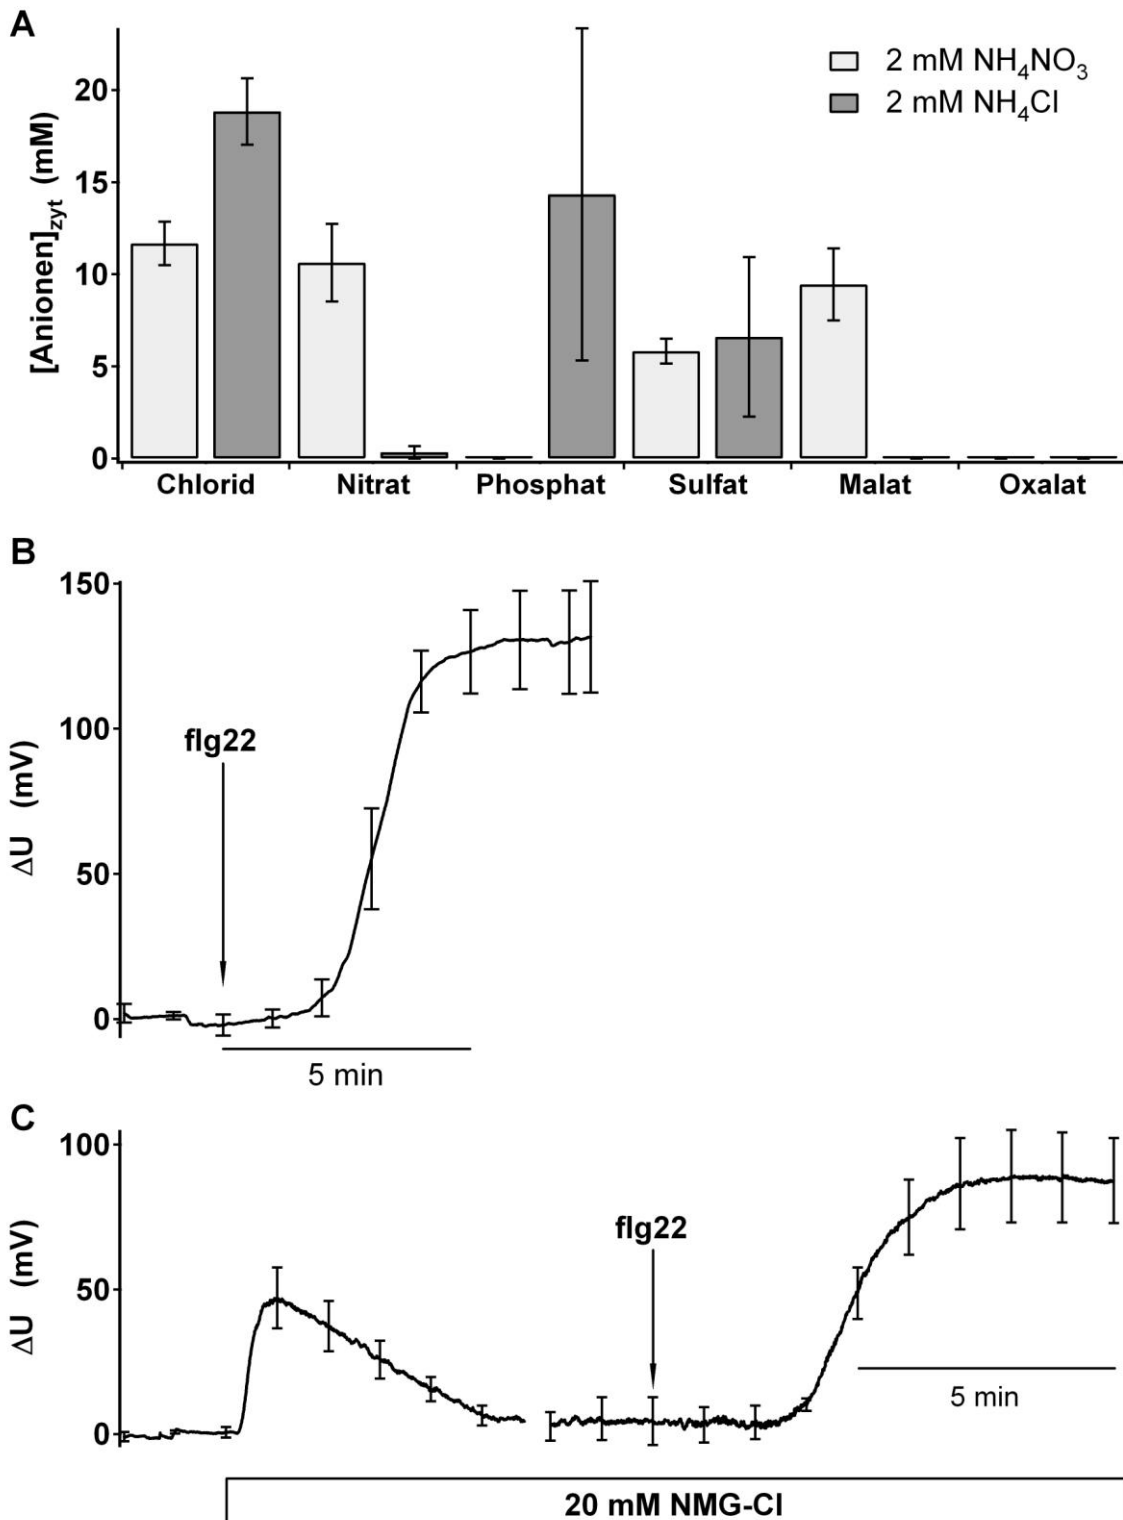 A
2 mM NH₄NO₃
2 mM NH₄Cl
[Anionen]zyt (mM)
20
15
10
5
0
Chlorid Nitrat Phosphat Sulfat Malat Oxalat
B
150
100
50
0
ΔU (mV)
flg22
5 min
C
100
50
0
ΔU (mV)
flg22
5 min
20 mM NMG-Cl